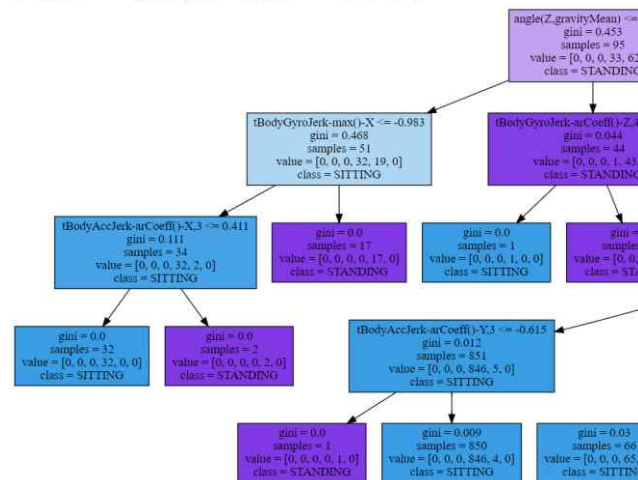 angle(Z,gravityMean) <=
gini = 0.453
samples = 95
value = [0, 0, 0, 33, 62
class = STANDING
tBodyGyroJerk-max()-X <= -0.983
gini = 0.468
samples = 51
value = [0, 0, 0, 32, 19, 0]
class = SITTING
tBodyGyroJerk-arCoeff()-Z,4
gini = 0.044
samples = 44
value = [0, 0, 0, 1, 43,
class = STANDING
tBodyAccJerk-arCoeff()-X,3 <= 0.411
gini = 0.111
samples = 34
value = [0, 0, 0, 32, 2, 0]
class = SITTING
gini = 0.0
samples = 17
value = [0, 0, 0, 0, 17, 0]
class = STANDING
gini = 0.0
samples = 1
value = [0, 0, 0, 1, 0, 0]
class = SITTING
gini =
samples
value = [0, 0,
class = STA
gini = 0.0
samples = 32
value = [0, 0, 0, 32, 0, 0]
class = SITTING
gini = 0.0
samples = 2
value = [0, 0, 0, 0, 2, 0]
class = STANDING
tBodyAccJerk-arCoeff()-Y,3 <= -0.615
gini = 0.012
samples = 851
value = [0, 0, 0, 846, 5, 0]
class = SITTING
gini = 0.0
samples = 1
value = [0, 0, 0, 0, 1, 0]
class = STANDING
gini = 0.009
samples = 850
value = [0, 0, 0, 846, 4, 0]
class = SITTING
gini = 0.03
samples = 66
value = [0, 0, 0, 65,
class = SITTING